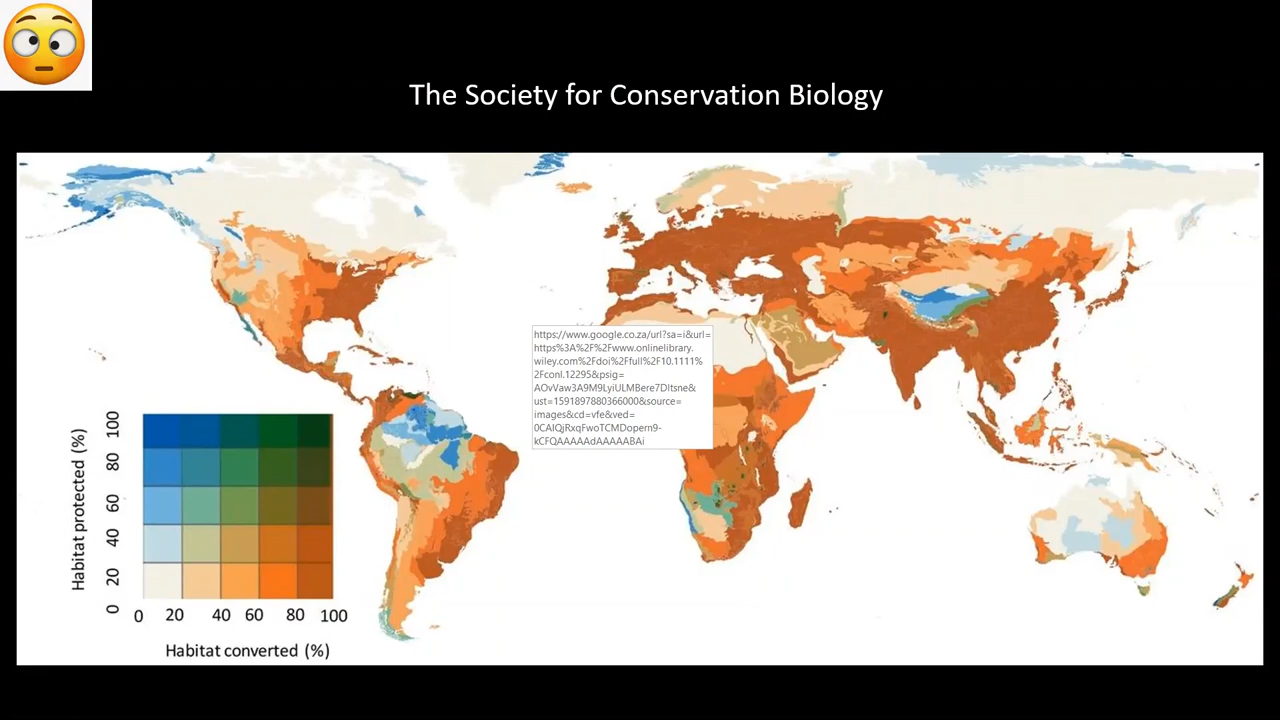 The Society for Conservation Biology
https://www.google.co.za/url?sa=i&url=
https%3A%2F%2Fwww.onlinelibrary.
wiley.com%2Fdoi%2Ffull%2F10.1111%
2Fconl.12295&psig=
AOvVaw3A9M9LyiULMBere7DItsne&
ust=1591897880366000&source=
images&cd=vfe&ved=
0CAIQjRxqFwoTCMDopern9-
kCFQAAAAAdAAAAABAi
Habitat protected (%)
100
80
60
40
20
0
0 20 40 60 80 100
Habitat converted (%)